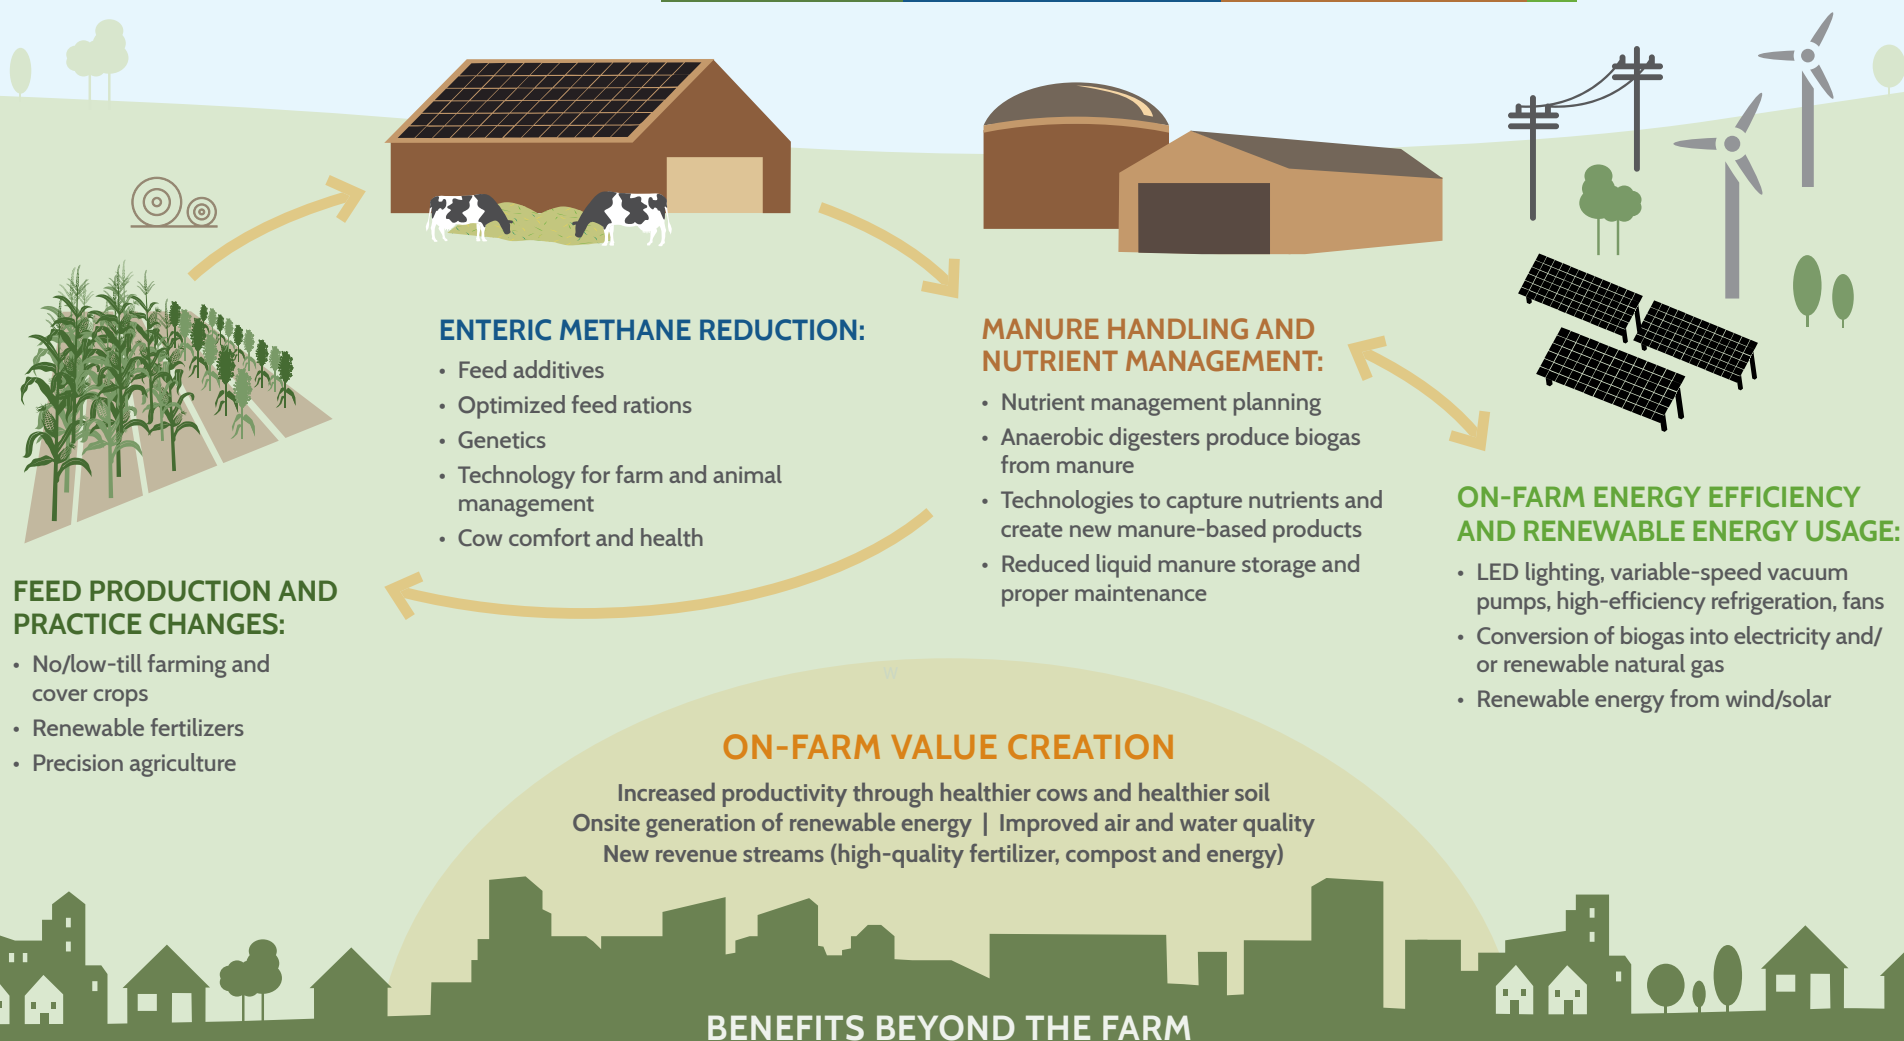 ENTERIC METHANE REDUCTION:
• Feed additives
• Optimized feed rations
• Genetics
• Technology for farm and animal
management
• Cow comfort and health
MANURE HANDLING AND
NUTRIENT MANAGEMENT:
• Nutrient management planning
• Anaerobic digesters produce biogas
from manure
• Technologies to capture nutrients and
create new manure-based products
• Reduced liquid manure storage and
proper maintenance
ON-FARM ENERGY EFFICIENCY
AND RENEWABLE ENERGY USAGE:
• LED lighting, variable-speed vacuum
pumps, high-efficiency refrigeration, fans
• Conversion of biogas into electricity and/
or renewable natural gas
• Renewable energy from wind/solar
FEED PRODUCTION AND
PRACTICE CHANGES:
• No/low-till farming and
cover crops
• Renewable fertilizers
• Precision agriculture
W
ON-FARM VALUE CREATION
Increased productivity through healthier cows and healthier soil
Onsite generation of renewable energy | Improved air and water quality
New revenue streams (high-quality fertilizer, compost and energy)
BENEFITS BEYOND THE FARM